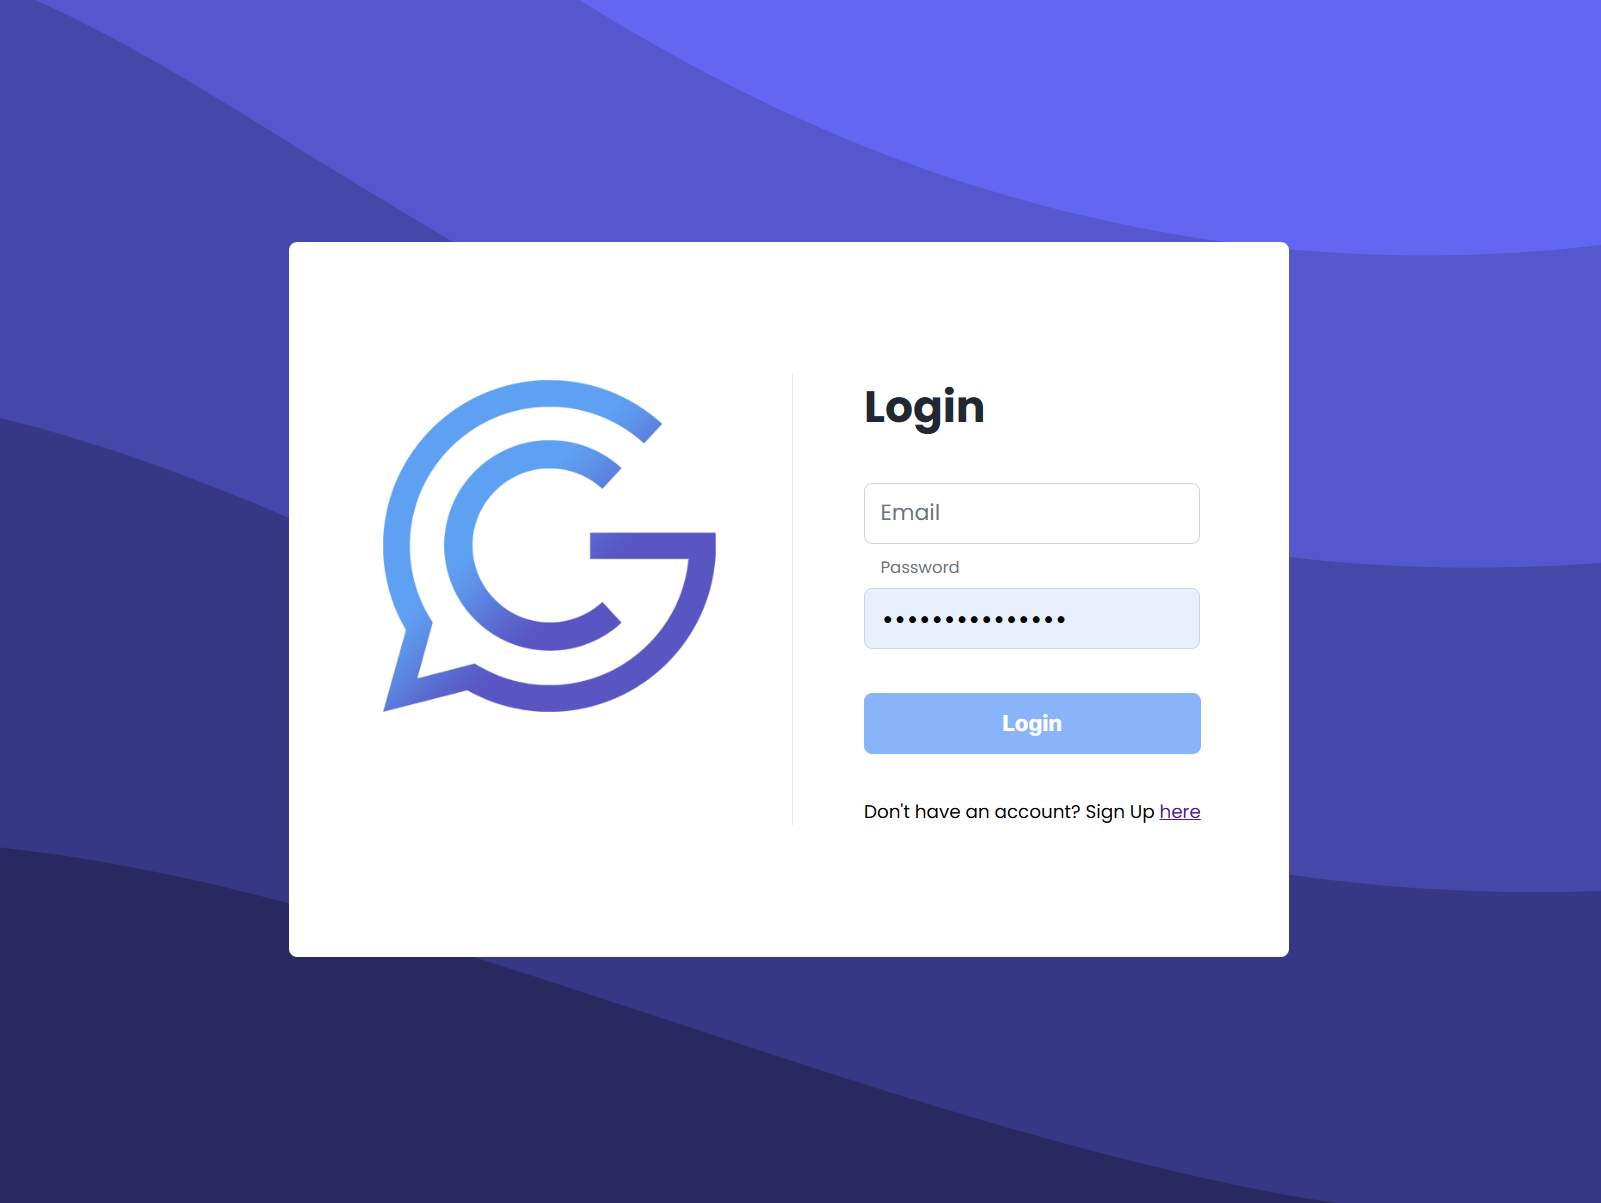 Login
Email
Password
•••••••••••••••
Login
Don't have an account? Sign Up here